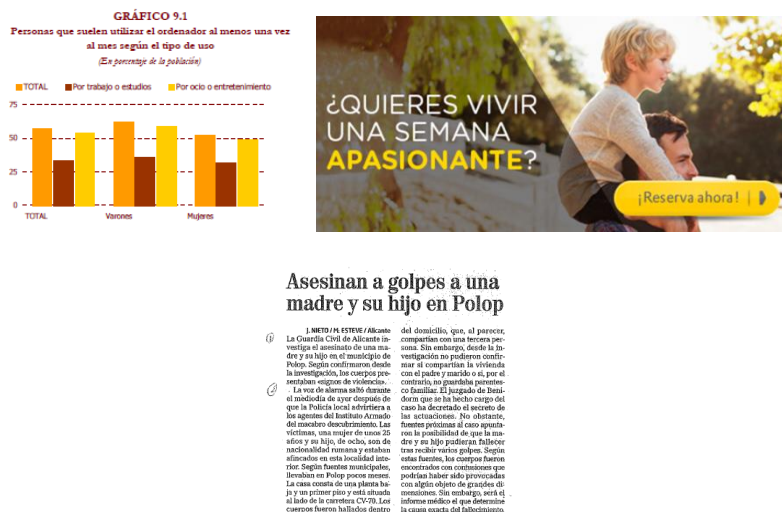 GRÁFICO 9.1
Personas que suelen utilizar el ordenador al menos una vez
al mes según el tipo de uso
(En porcentaje de la población)
TOTAL Por trabajo o estudios Por ocio o entretenimiento
75
50
25
0
TOTAL Varones Mujeres
¿QUIERES VIVIR
UNA SEMANA
APASIONANTE?
¡Reserva ahora!
Asesinan a golpes a una
madre y su hijo en Polop
J. NIETO / M. ESTEVE / Alicante
La Guardia Civil de Alicante in-
vestiga el asesinato de una ma-
dre y su hijo en el municipio de
Polop. Según confirmaron desde
la investigación, los cuerpos pre-
sentaban «signos de violencia».
La voz de alarma saltó durante
el mediodía de ayer después de
que la Policía local advirtiera a
los agentes del Instituto Armado
del macabro descubrimiento. Las
víctimas, una mujer de unos 25
años y su hijo, de ocho, son de
nacionalidad rumana y estaban
afincados en esta localidad inte-
rior. Según fuentes municipales,
llevaban en Polop pocos meses.
La casa consta de una planta ba-
ja y un primer piso y está situada
al lado de la carretera CV-70. Los
cuerpos fueron hallados dentro
del domicilio, que, al parecer,
compartían con una tercera per-
sona. Sin embargo, desde la in-
vestigación no pudieron confir-
mar si compartían la vivienda
con el padre y marido o si, por el
contrario, no guardaba parentes-
co familiar. El juzgado de Beni-
dorm que se ha hecho cargo del
caso ha decretado el secreto de
las actuaciones. No obstante,
fuentes próximas al caso apunta-
ron la posibilidad de que la ma-
dre y su hijo pudieran fallecer
tras recibir varios golpes. Según
estas fuentes, los cuerpos fueron
encontrados con contusiones que
podrían haber sido provocadas
con algún objeto de grandes di-
mensiones. Sin embargo, será el
informe médico el que determine
la causa exacta del fallecimiento.